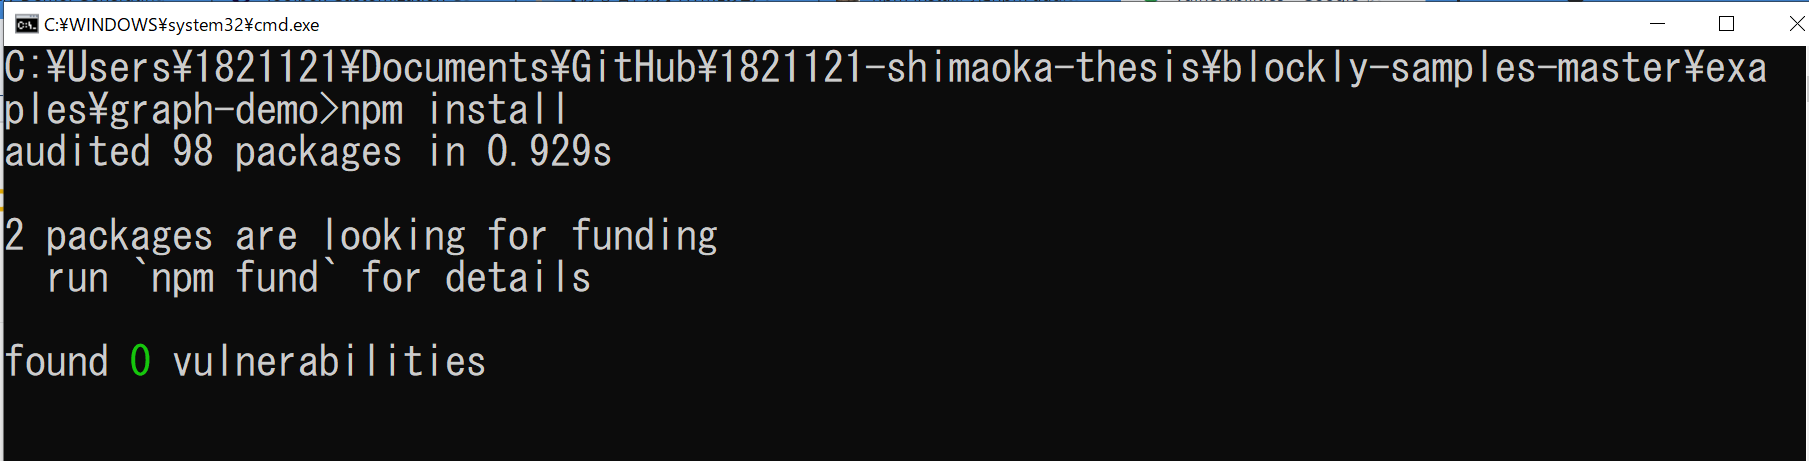 C:¥WINDOWS¥system32¥cmd.exe
C:¥Users¥1821121¥Documents¥GitHub¥1821121-shimaoka-thesis¥blockly-samples-master¥exa
ples¥graph-demo>npm install
audited 98 packages in 0.929s
2 packages are looking for funding
run `npm fund` for details
found 0 vulnerabilities